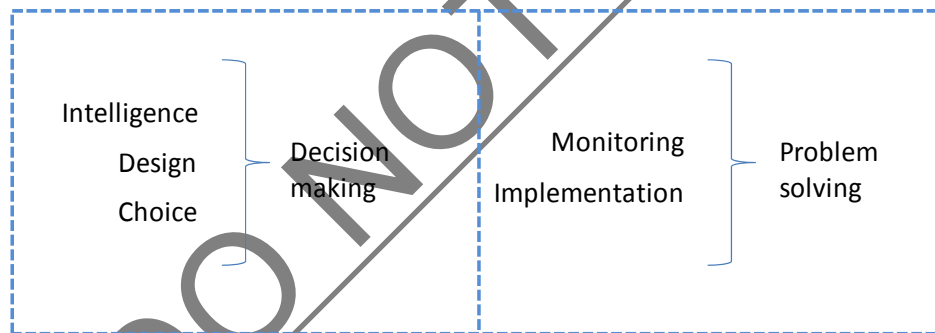 Intelligence
Design
Choice
Decision
making
Monitoring
Implementation
Problem
solving
DO NOT